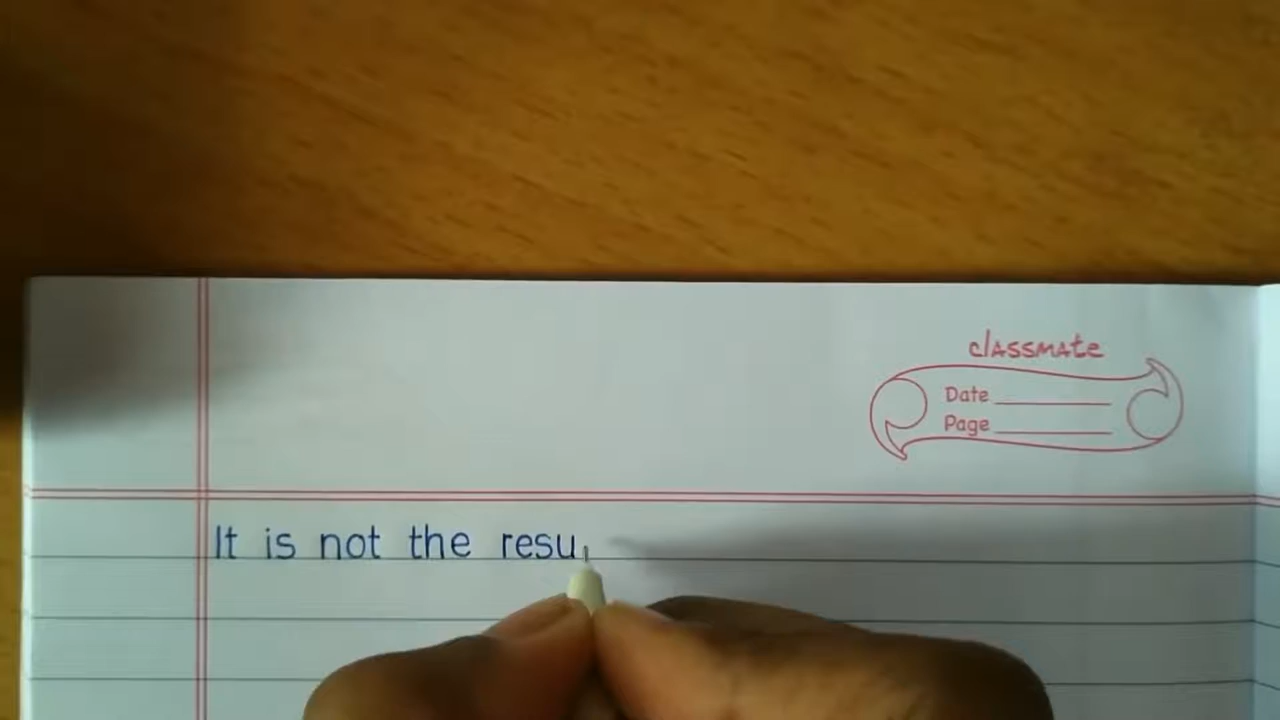 classmate
Date
Page
It is not the resu